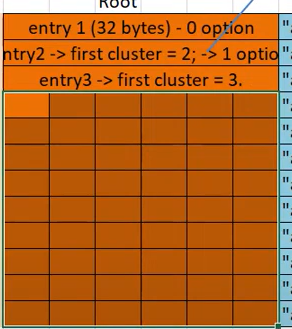 Root
entry 1 (32 bytes) - 0 option
ntry2 -> first cluster = 2; -> 1 optio
entry3 -> first cluster = 3.